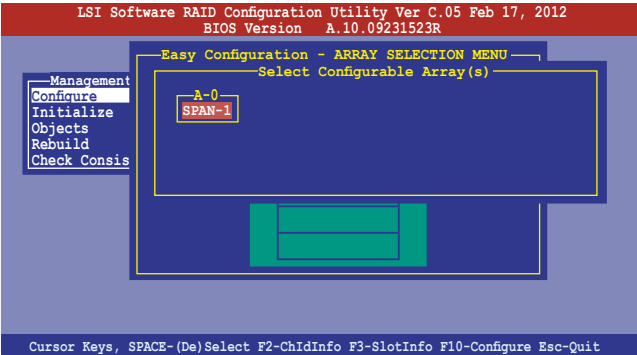 LSI Software RAID Configuration Utility Ver C.05 Feb 17, 2012
BIOS Version A.10.09231523R
Easy Configuration - ARRAY SELECTION MENU
Select Configurable Array(s)
Management
Configure
Initialize
Objects
Rebuild
Check Consis
A-0
SPAN-1
Cursor Keys, SPACE-(De)Select F2-ChIdInfo F3-SlotInfo F10-Configure Esc-Quit